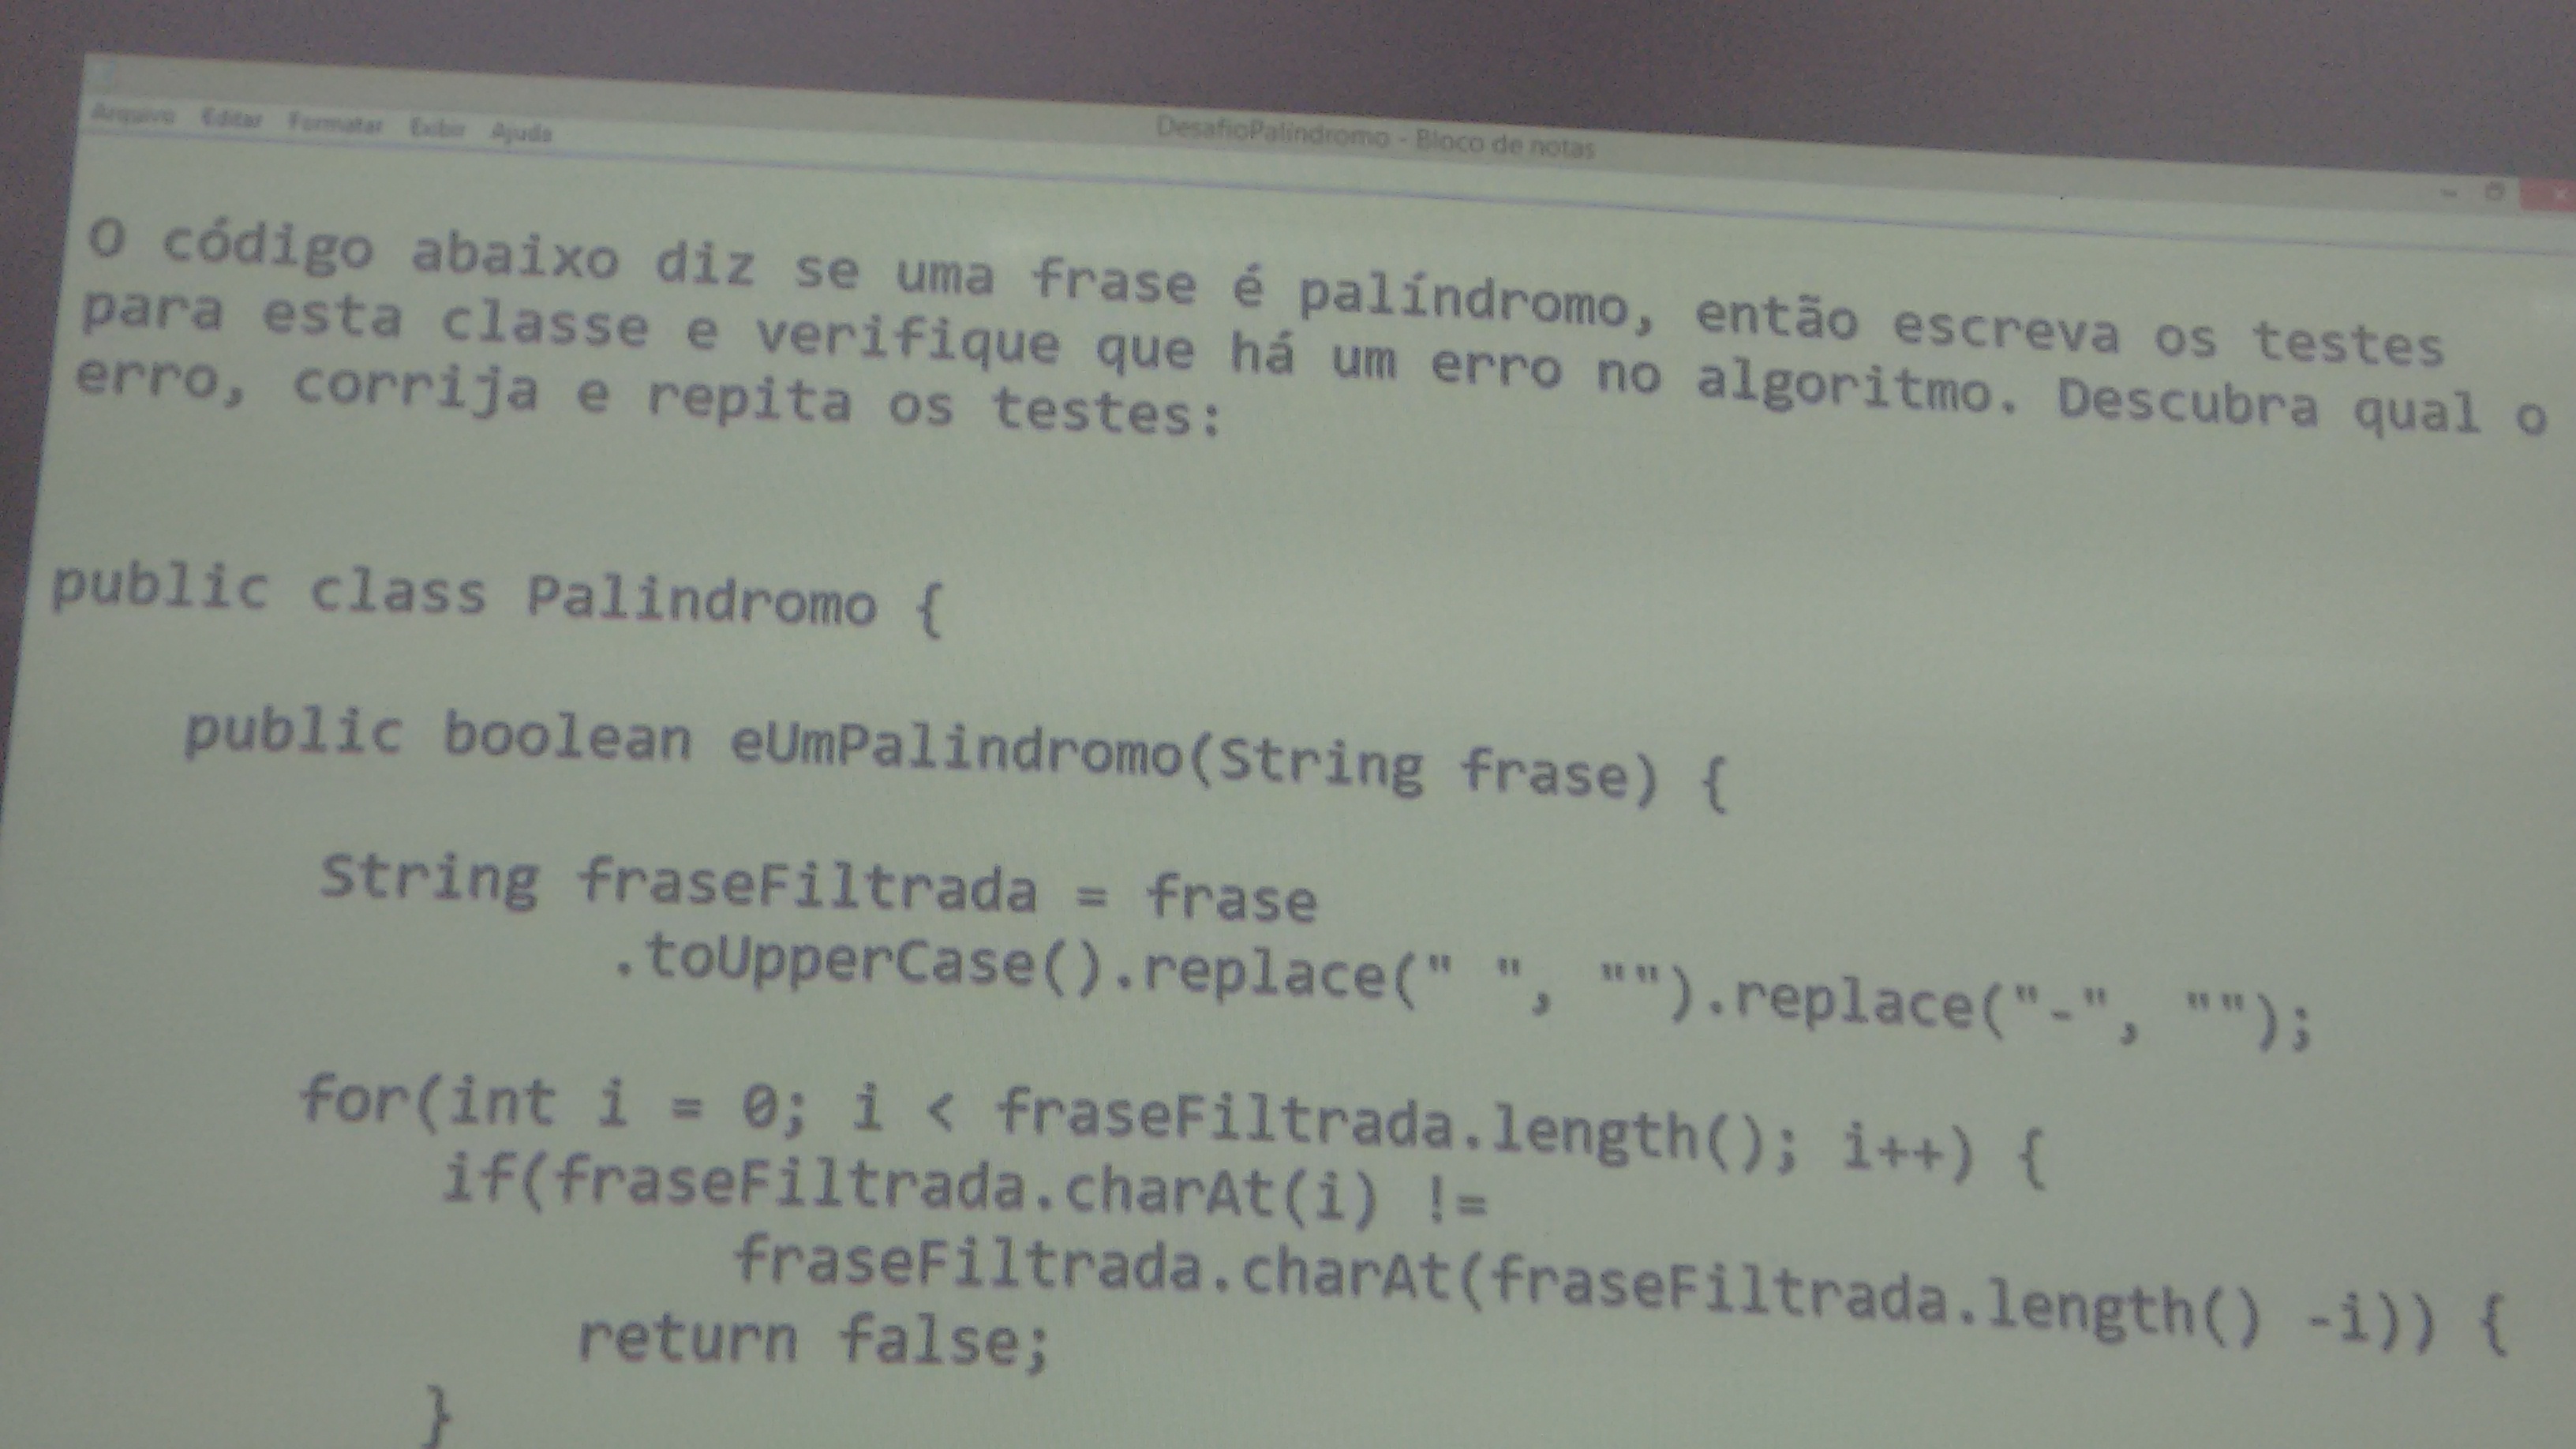 DesafioPalindromo - Bloco de notas
Arquivo Editar Formatar Exibir Ajuda
O código abaixo diz se uma frase é palíndromo, então escreva os testes
para esta classe e verifique que há um erro no algoritmo. Descubra qual o
erro, corrija e repita os testes:
public class Palindromo {
public boolean eUmPalindromo(String frase) {
String fraseFiltrada = frase
.toUpperCase().replace(" ", "").replace("-", "");
for(int i = 0; i < fraseFiltrada.length(); i++) {
if(fraseFiltrada.charAt(i) !=
fraseFiltrada.charAt(fraseFiltrada.length() -i)) {
return false;
}